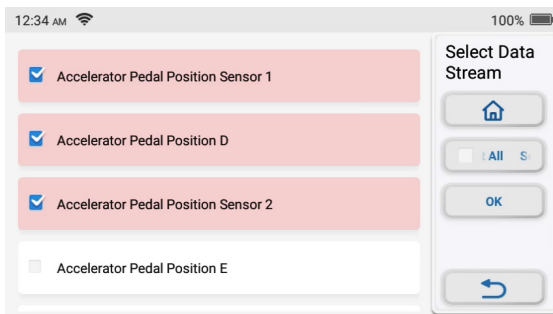 12:34 AM 100%
Accelerator Pedal Position Sensor 1
Accelerator Pedal Position D
Accelerator Pedal Position Sensor 2
Accelerator Pedal Position E
Select Data
Stream
All S
OK